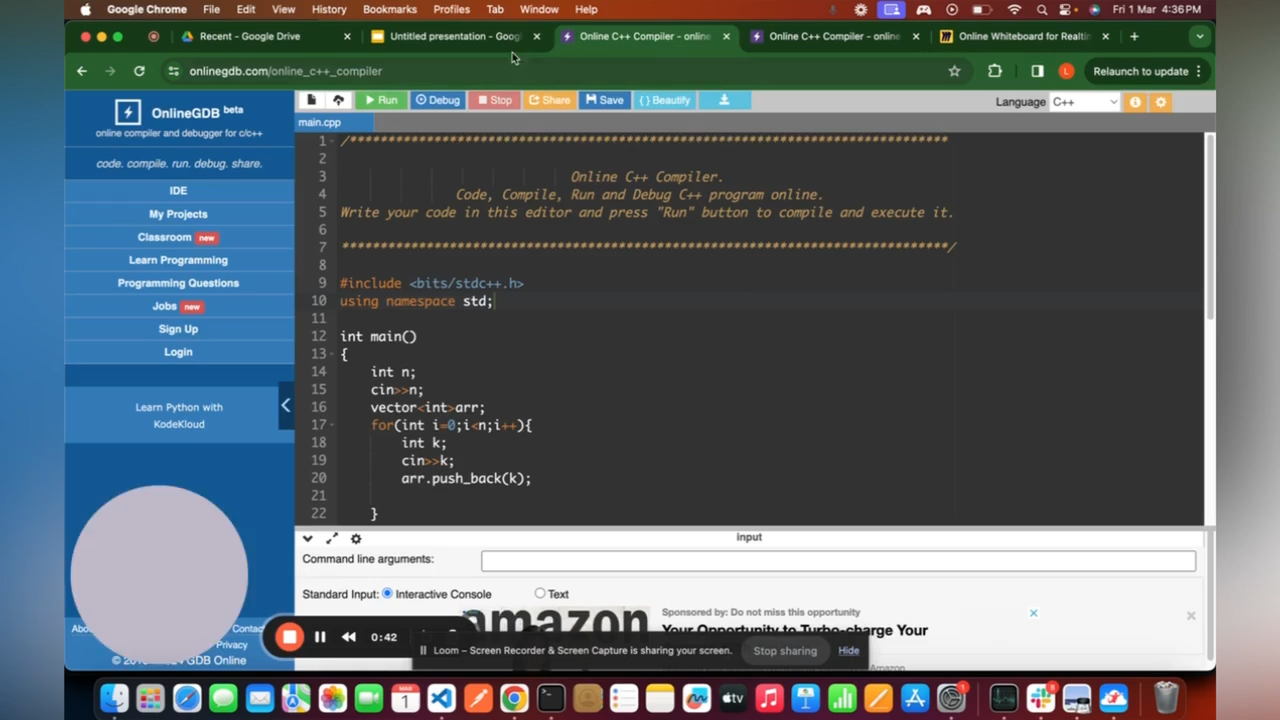 Google Chrome File Edit View History Bookmarks Profiles Tab Window Help Fri 1 Mar 4:36 PM
Recent - Google Drive Untitled presentation - Goog Online C++ Compiler - online Online C++ Compiler - online Online Whiteboard for Realtim
onlinegdb.com/online_c++_compiler L Relaunch to update
OnlineGDB beta
online compiler and debugger for c/c++
code. compile. run. debug. share.
IDE
My Projects
Classroom new
Learn Programming
Programming Questions
Jobs new
Sign Up
Login
Learn Python with
KodeKloud
Contac
Privacy
GDB Online
Run Debug Stop Share Save {} Beautify Language C++
main.cpp
1 /******************************************************************************
2
3 Online C++ Compiler.
4 Code, Compile, Run and Debug C++ program online.
5 Write your code in this editor and press "Run" button to compile and execute it.
6
7 *******************************************************************************/
8
9 #include <bits/stdc++.h>
10 using namespace std;
11
12 int main()
13 {
14 int n;
15 cin>>n;
16 vector<int>arr;
17 for(int i=0;i<n;i++){
18 int k;
19 cin>>k;
20 arr.push_back(k);
21
22 }
input
Command line arguments:
Standard Input: Interactive Console Text
amazon
Sponsored by: Do not miss this opportunity
Your Opportunity to Turbo-charge Your
Amazon
0:42
Loom – Screen Recorder & Screen Capture is sharing your screen. Stop sharing Hide